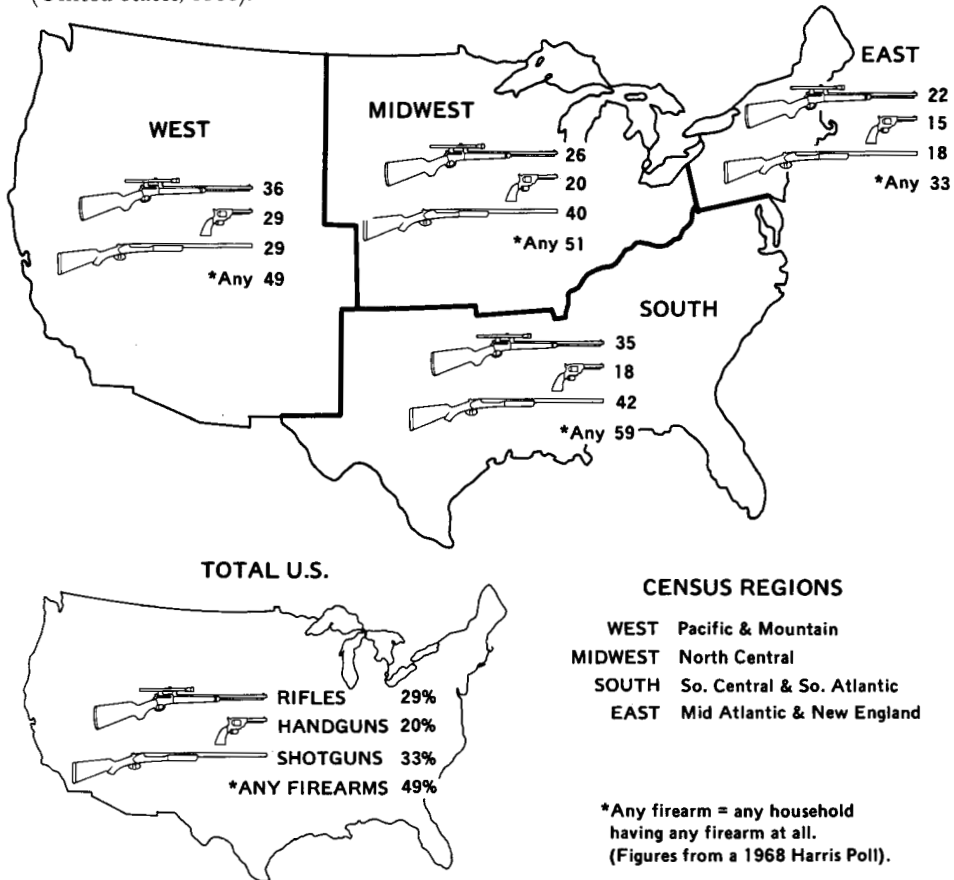 EAST
22
15
18
*Any 33
MIDWEST
26
20
40
*Any 51
WEST
36
29
29
*Any 49
SOUTH
35
18
42
*Any 59
TOTAL U.S.
RIFLES 29%
HANDGUNS 20%
SHOTGUNS 33%
*ANY FIREARMS 49%
CENSUS REGIONS
WEST Pacific & Mountain
MIDWEST North Central
SOUTH So. Central & So. Atlantic
EAST Mid Atlantic & New England
*Any firearm = any household
having any firearm at all.
(Figures from a 1968 Harris Poll).